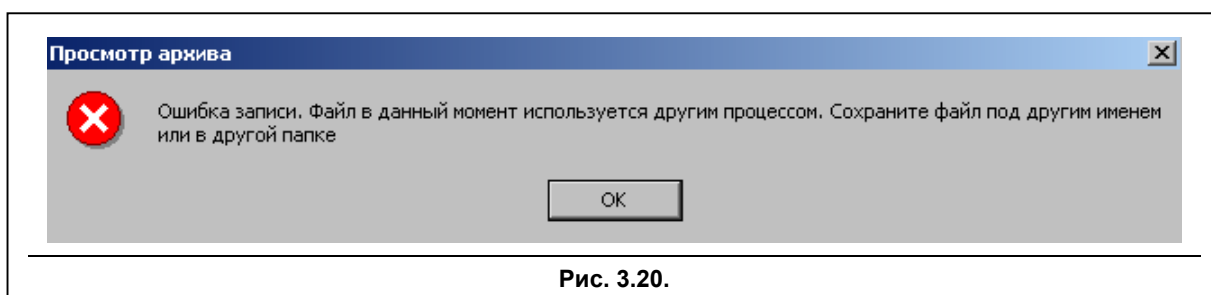 Просмотр архива
Ошибка записи. Файл в данный момент используется другим процессом. Сохраните файл под другим именем
или в другой папке
OK
Рис. 3.20.